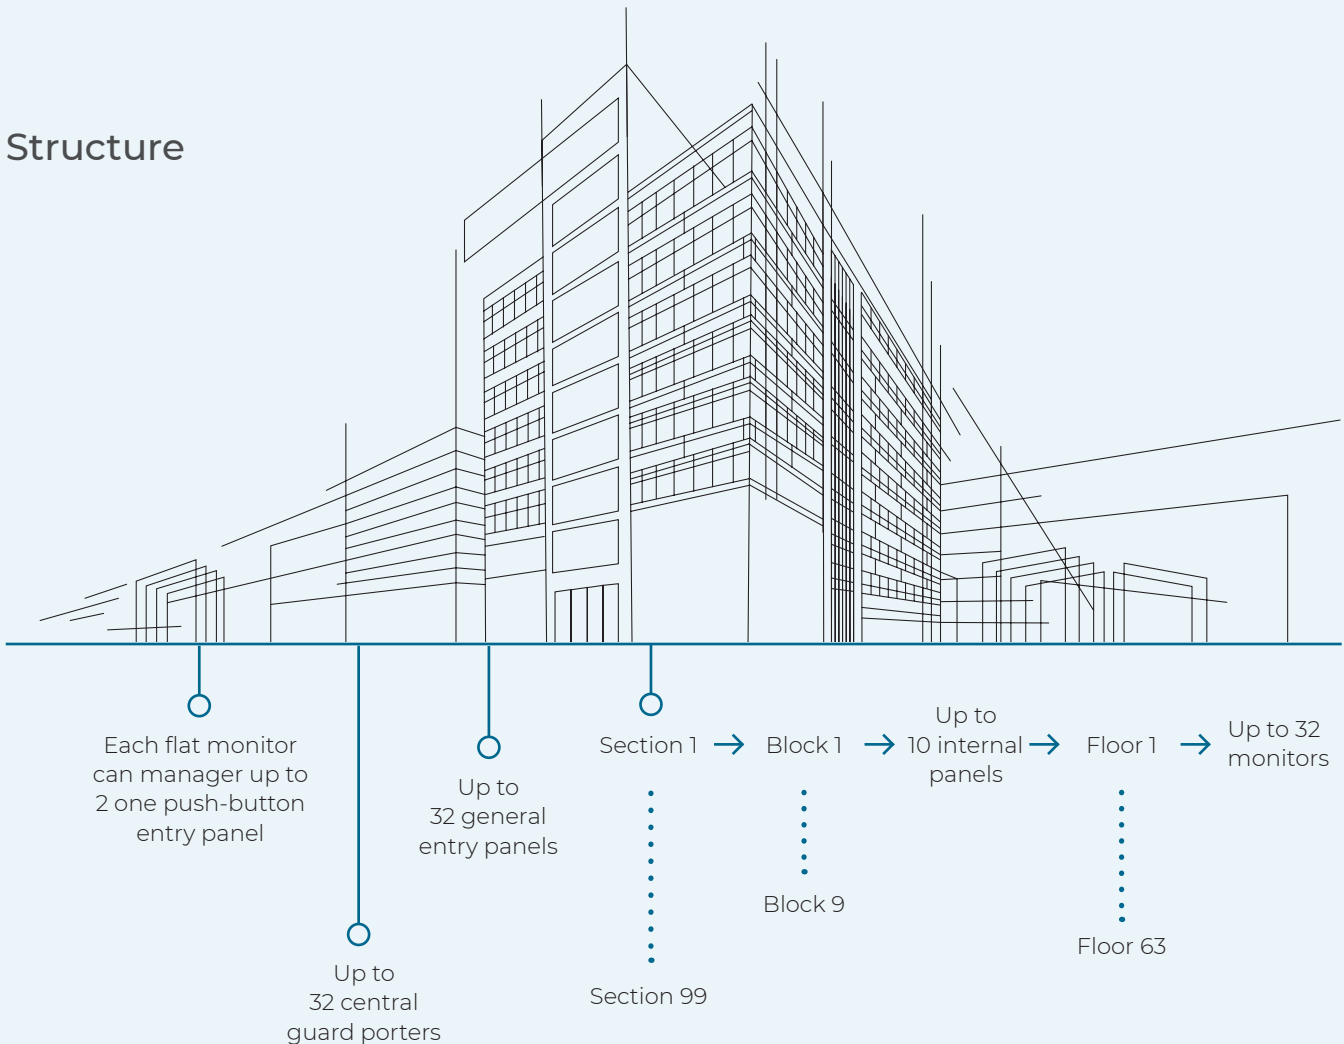 Structure
Each flat monitor
can manager up to
2 one push-button
entry panel
Up to
32 central
guard porters
Up to
32 general
entry panels
Section 1
Section 99
Block 1
Block 9
Up to
10 internal
panels
Floor 1
Floor 63
Up to 32
monitors